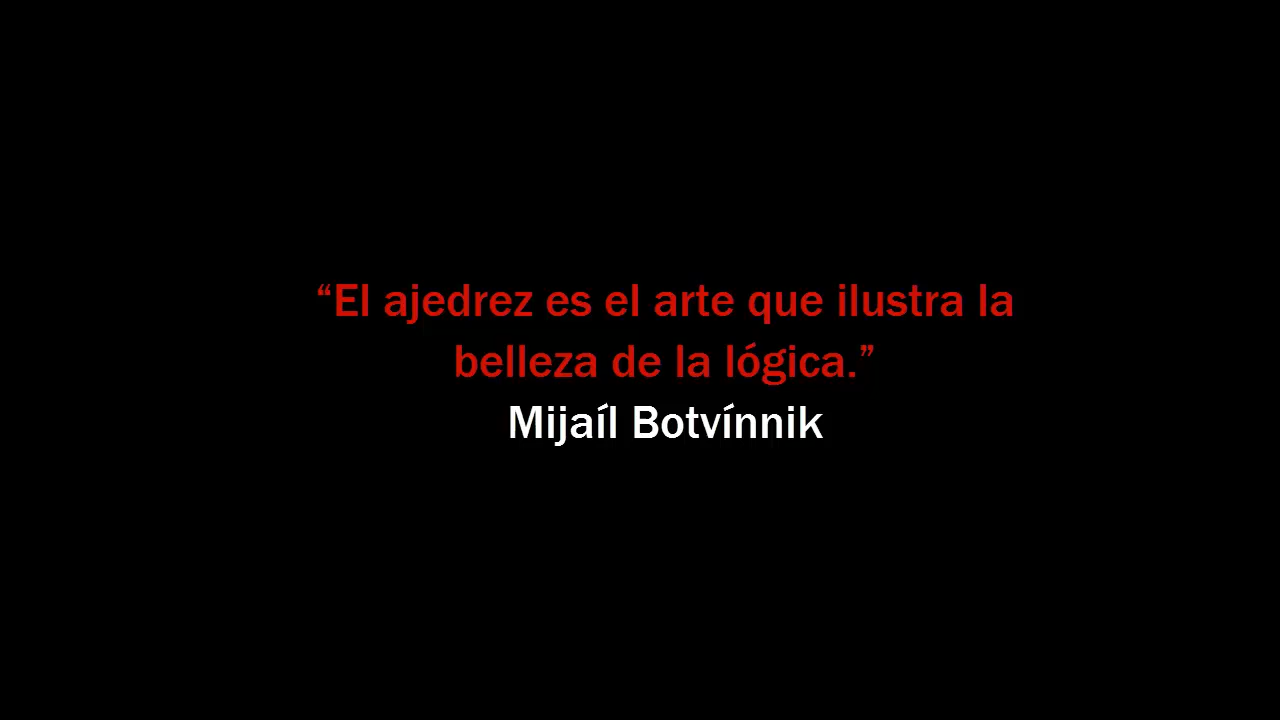 “El ajedrez es el arte que ilustra la
belleza de la lógica.”
Mijaíl Botvínnik